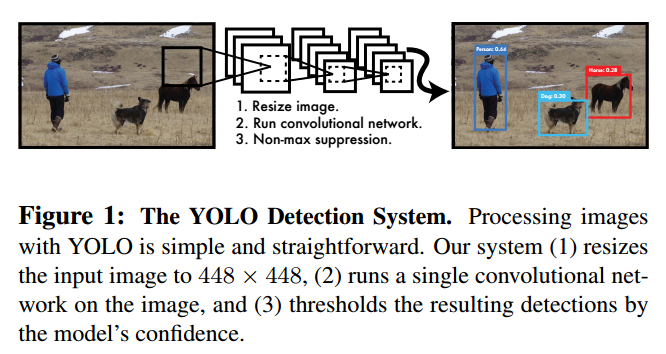 Person: 0.64
Horse: 0.28
Dog: 0.30
1. Resize image.
2. Run convolutional network.
3. Non-max suppression.
Figure 1: The YOLO Detection System. Processing images
with YOLO is simple and straightforward. Our system (1) resizes
the input image to 448 × 448, (2) runs a single convolutional net-
work on the image, and (3) thresholds the resulting detections by
the model’s confidence.